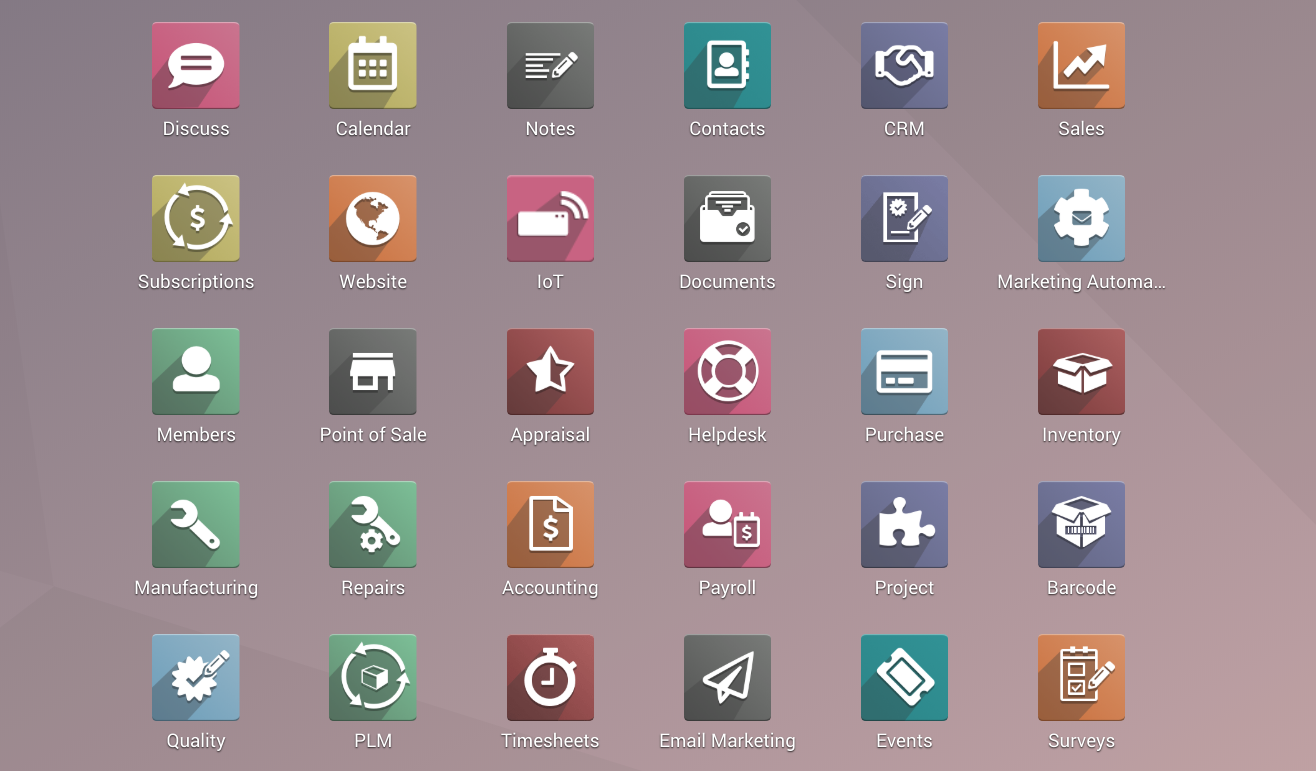 Discuss
Calendar
Notes
Contacts
CRM
Sales
$
Subscriptions
Website
IoT
Documents
Sign
Marketing Automa...
Members
Point of Sale
Appraisal
Helpdesk
Purchase
Inventory
$
$
Manufacturing
Repairs
Accounting
Payroll
Project
Barcode
Quality
PLM
Timesheets
Email Marketing
Events
Surveys